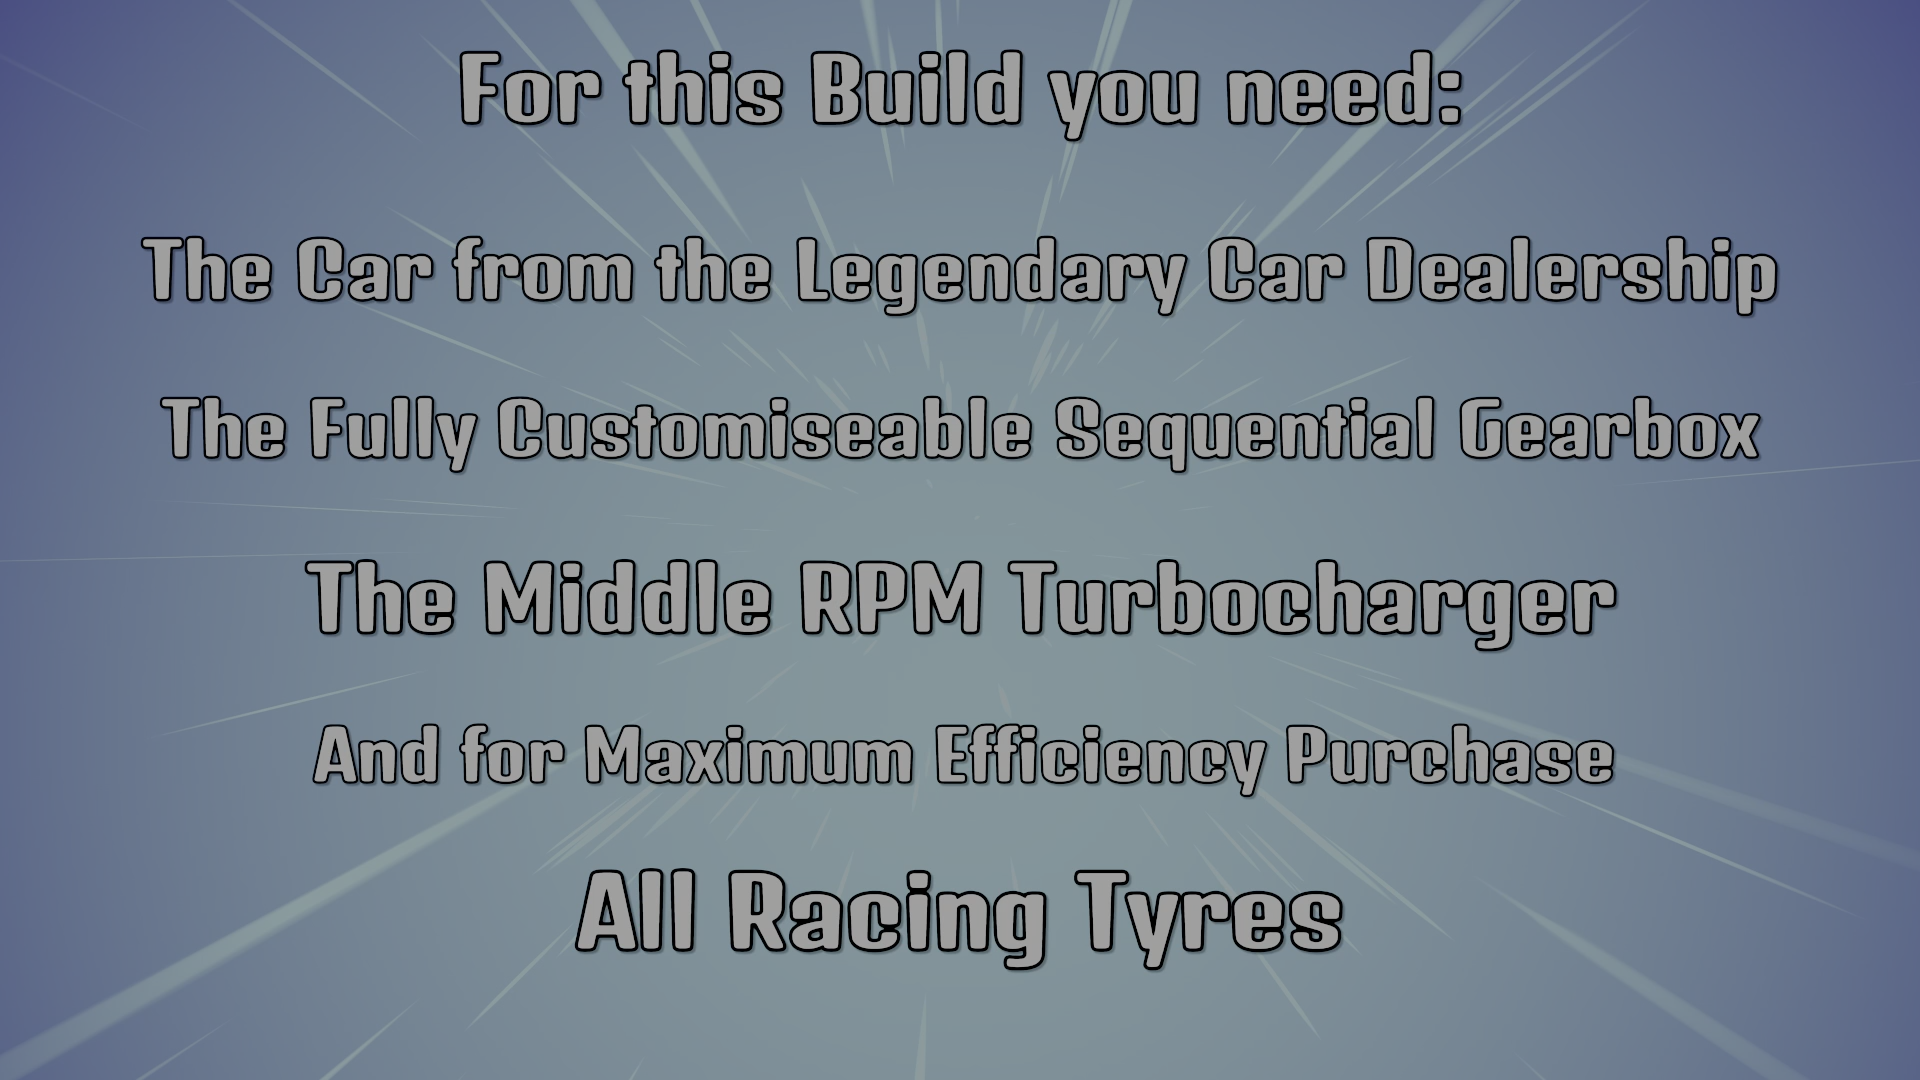 For this Build you need:
The Car from the Legendary Car Dealership
The Fully Customiseable Sequential Gearbox
The Middle RPM Turbocharger
And for Maximum Efficiency Purchase
All Racing Tyres